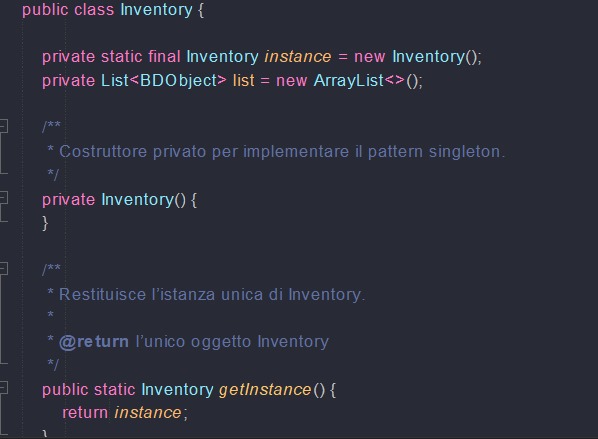 public class Inventory {
private static final Inventory instance = new Inventory();
private List<BDObject> list = new ArrayList<>();
/**
* Costruttore privato per implementare il pattern singleton.
*/
private Inventory() {
}
/**
* Restituisce l'istanza unica di Inventory.
*
* @return l'unico oggetto Inventory
*/
public static Inventory getInstance() {
return instance;
}